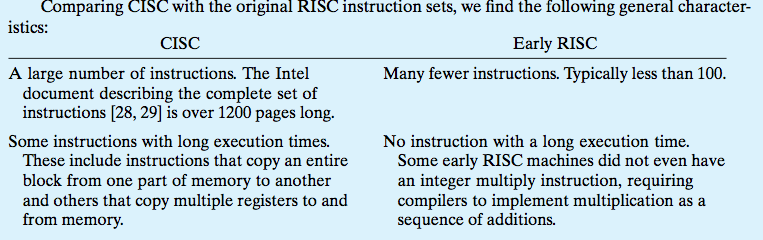 Comparing CISC with the original RISC instruction sets, we find the following general character-
istics:
CISC
Early RISC
A large number of instructions. The Intel
document describing the complete set of
instructions [28, 29] is over 1200 pages long.
Many fewer instructions. Typically less than 100.
Some instructions with long execution times.
These include instructions that copy an entire
block from one part of memory to another
and others that copy multiple registers to and
from memory.
No instruction with a long execution time.
Some early RISC machines did not even have
an integer multiply instruction, requiring
compilers to implement multiplication as a
sequence of additions.